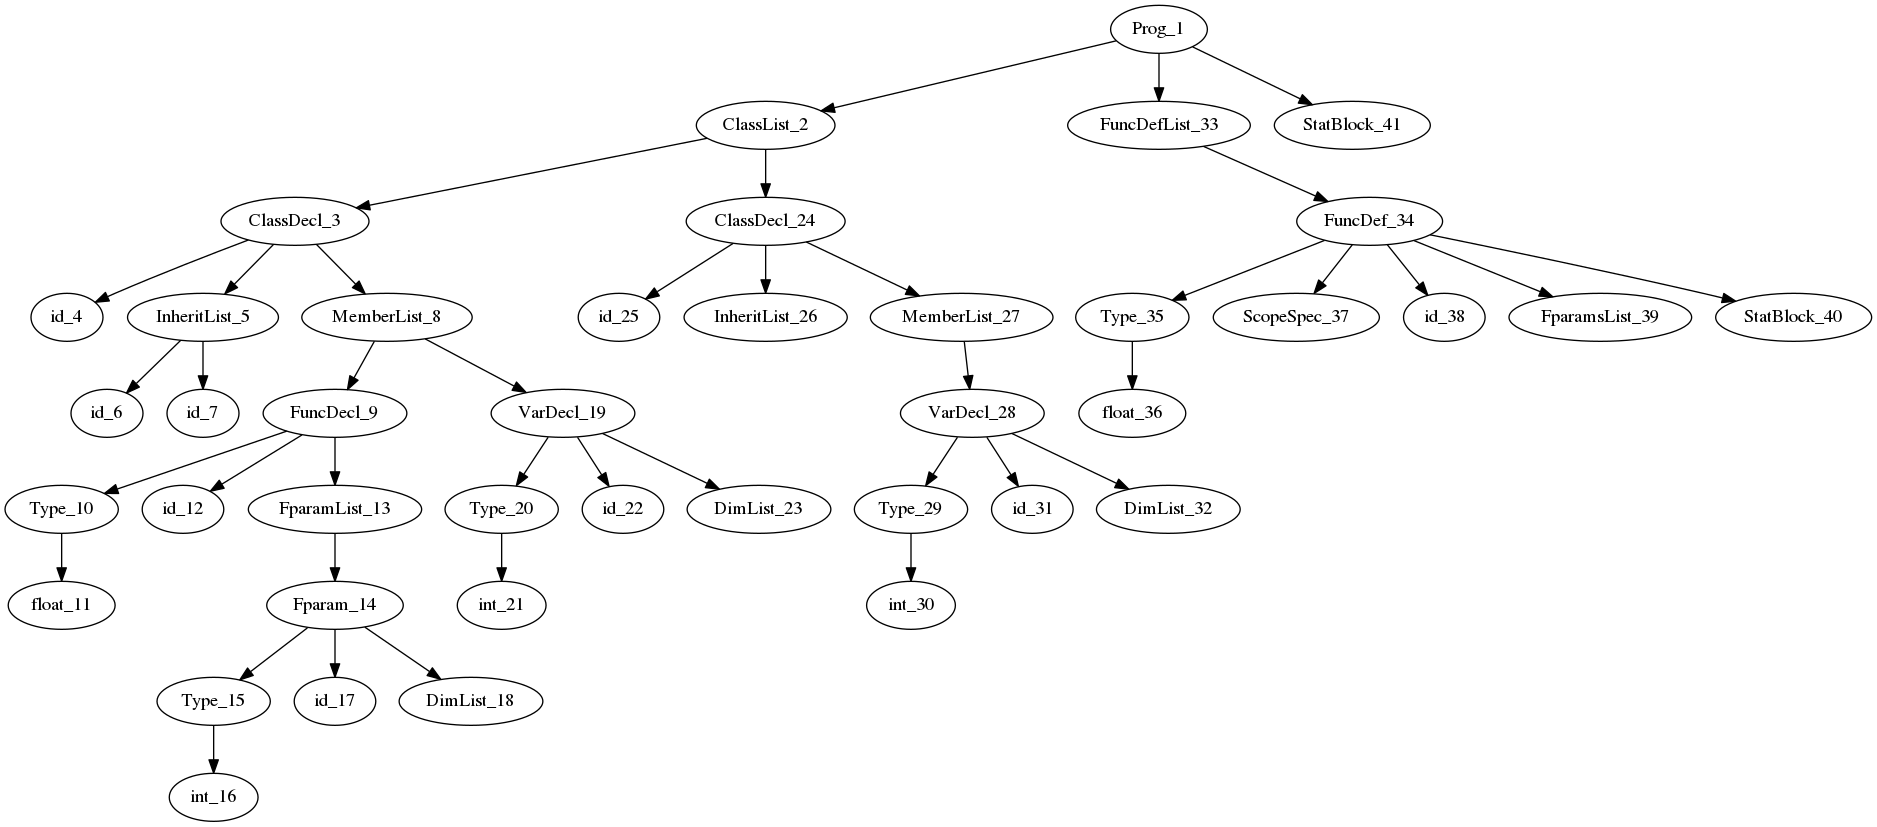 Prog_1
ClassList_2
FuncDefList_33
StatBlock_41
ClassDecl_3
ClassDecl_24
FuncDef_34
id_4
InheritList_5
MemberList_8
id_25
InheritList_26
MemberList_27
Type_35
ScopeSpec_37
id_38
FparamsList_39
StatBlock_40
id_6
id_7
FuncDecl_9
VarDecl_19
VarDecl_28
float_36
Type_10
id_12
FparamList_13
Type_20
id_22
DimList_23
Type_29
id_31
DimList_32
float_11
Fparam_14
int_21
int_30
Type_15
id_17
DimList_18
int_16